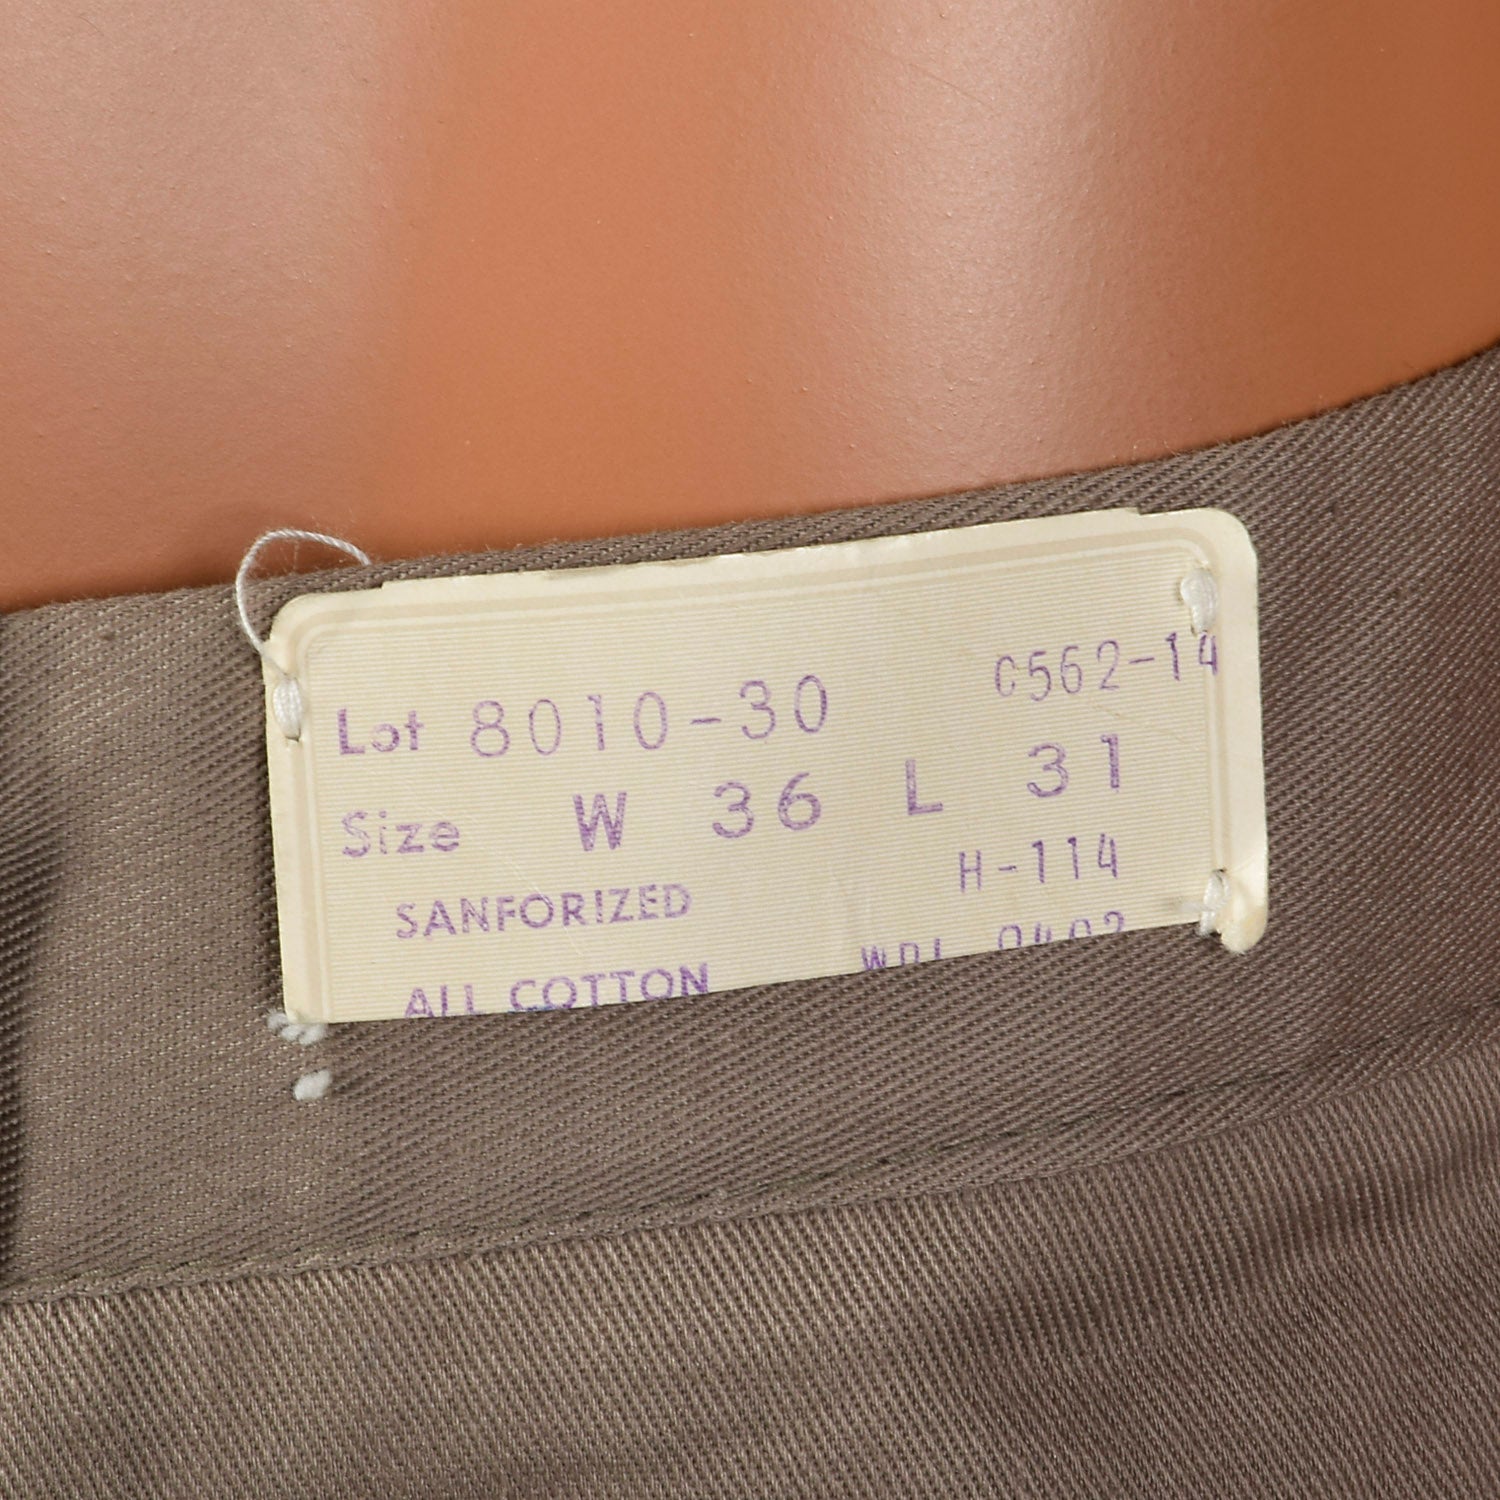 C562-14
Lot 8010-30
Size W 36 L 31
H-114
SANFORIZED
ALL COTTON